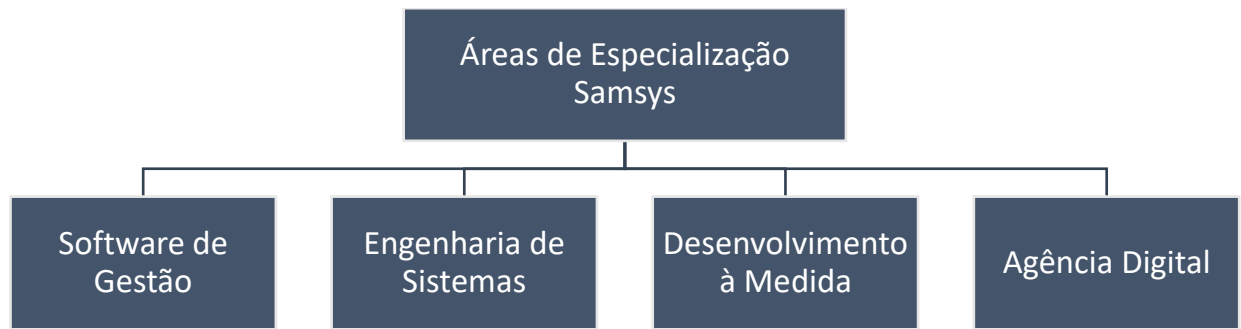 Áreas de Especialização
Samsys
Software de
Gestão
Engenharia de
Sistemas
Desenvolvimento
à Medida
Agência Digital